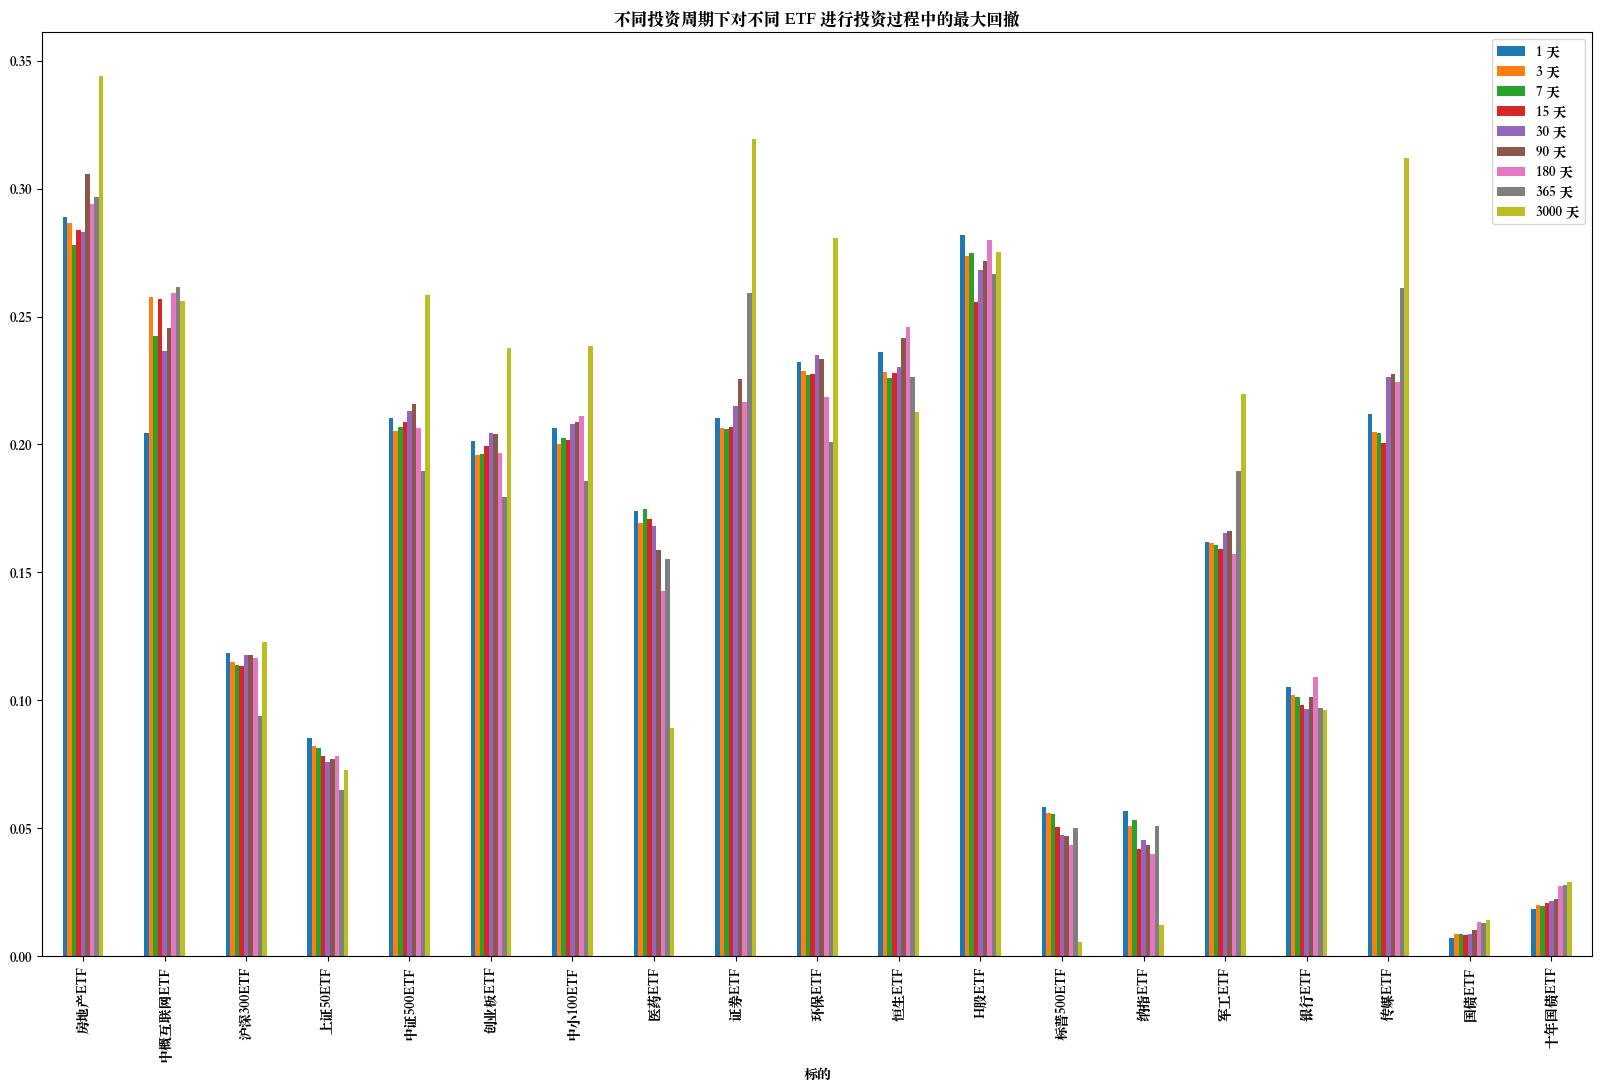 不同投资周期下对不同 ETF 进行投资过程中的最大回撤
1 天
3 天
7 天
15 天
30 天
90 天
180 天
365 天
3000 天
0.35
0.30
0.25
0.20
0.15
0.10
0.05
0.00
房地产ETF
中概互联网ETF
沪深300ETF
上证50ETF
中证500ETF
创业板ETF
中小100ETF
医药ETF
证券ETF
环保ETF
恒生ETF
H股ETF
标普500ETF
纳指ETF
军工ETF
银行ETF
传媒ETF
国债ETF
十年国债ETF
标的